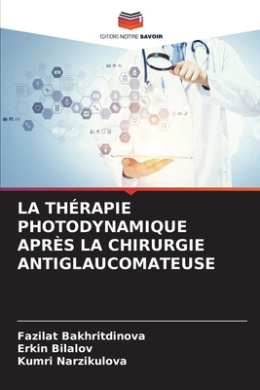 EDITIONS NOTRE SAVOIR
LA THÉRAPIE
PHOTODYNAMIQUE
APRÈS LA CHIRURGIE
ANTIGLAUCOMATEUSE
Fazilat Bakhritdinova
Erkin Bilalov
Kumri Narzikulova